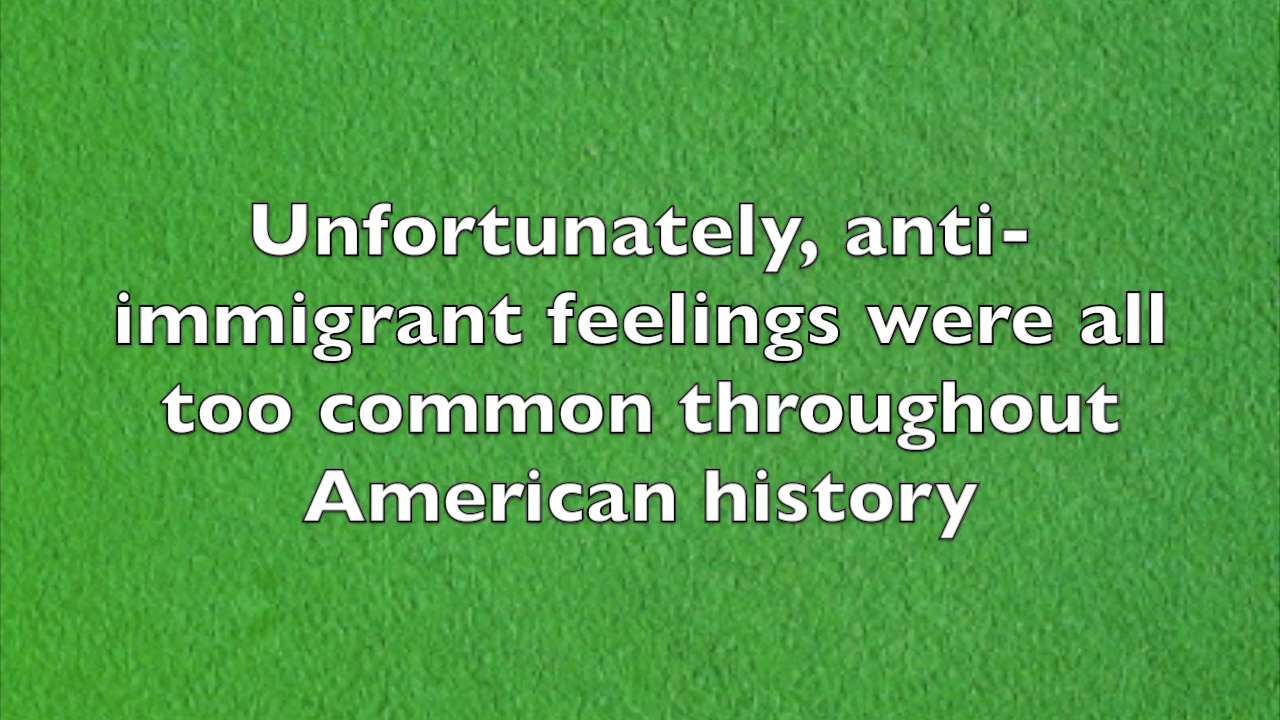 Unfortunately, anti-
immigrant feelings were all
too common throughout
American history